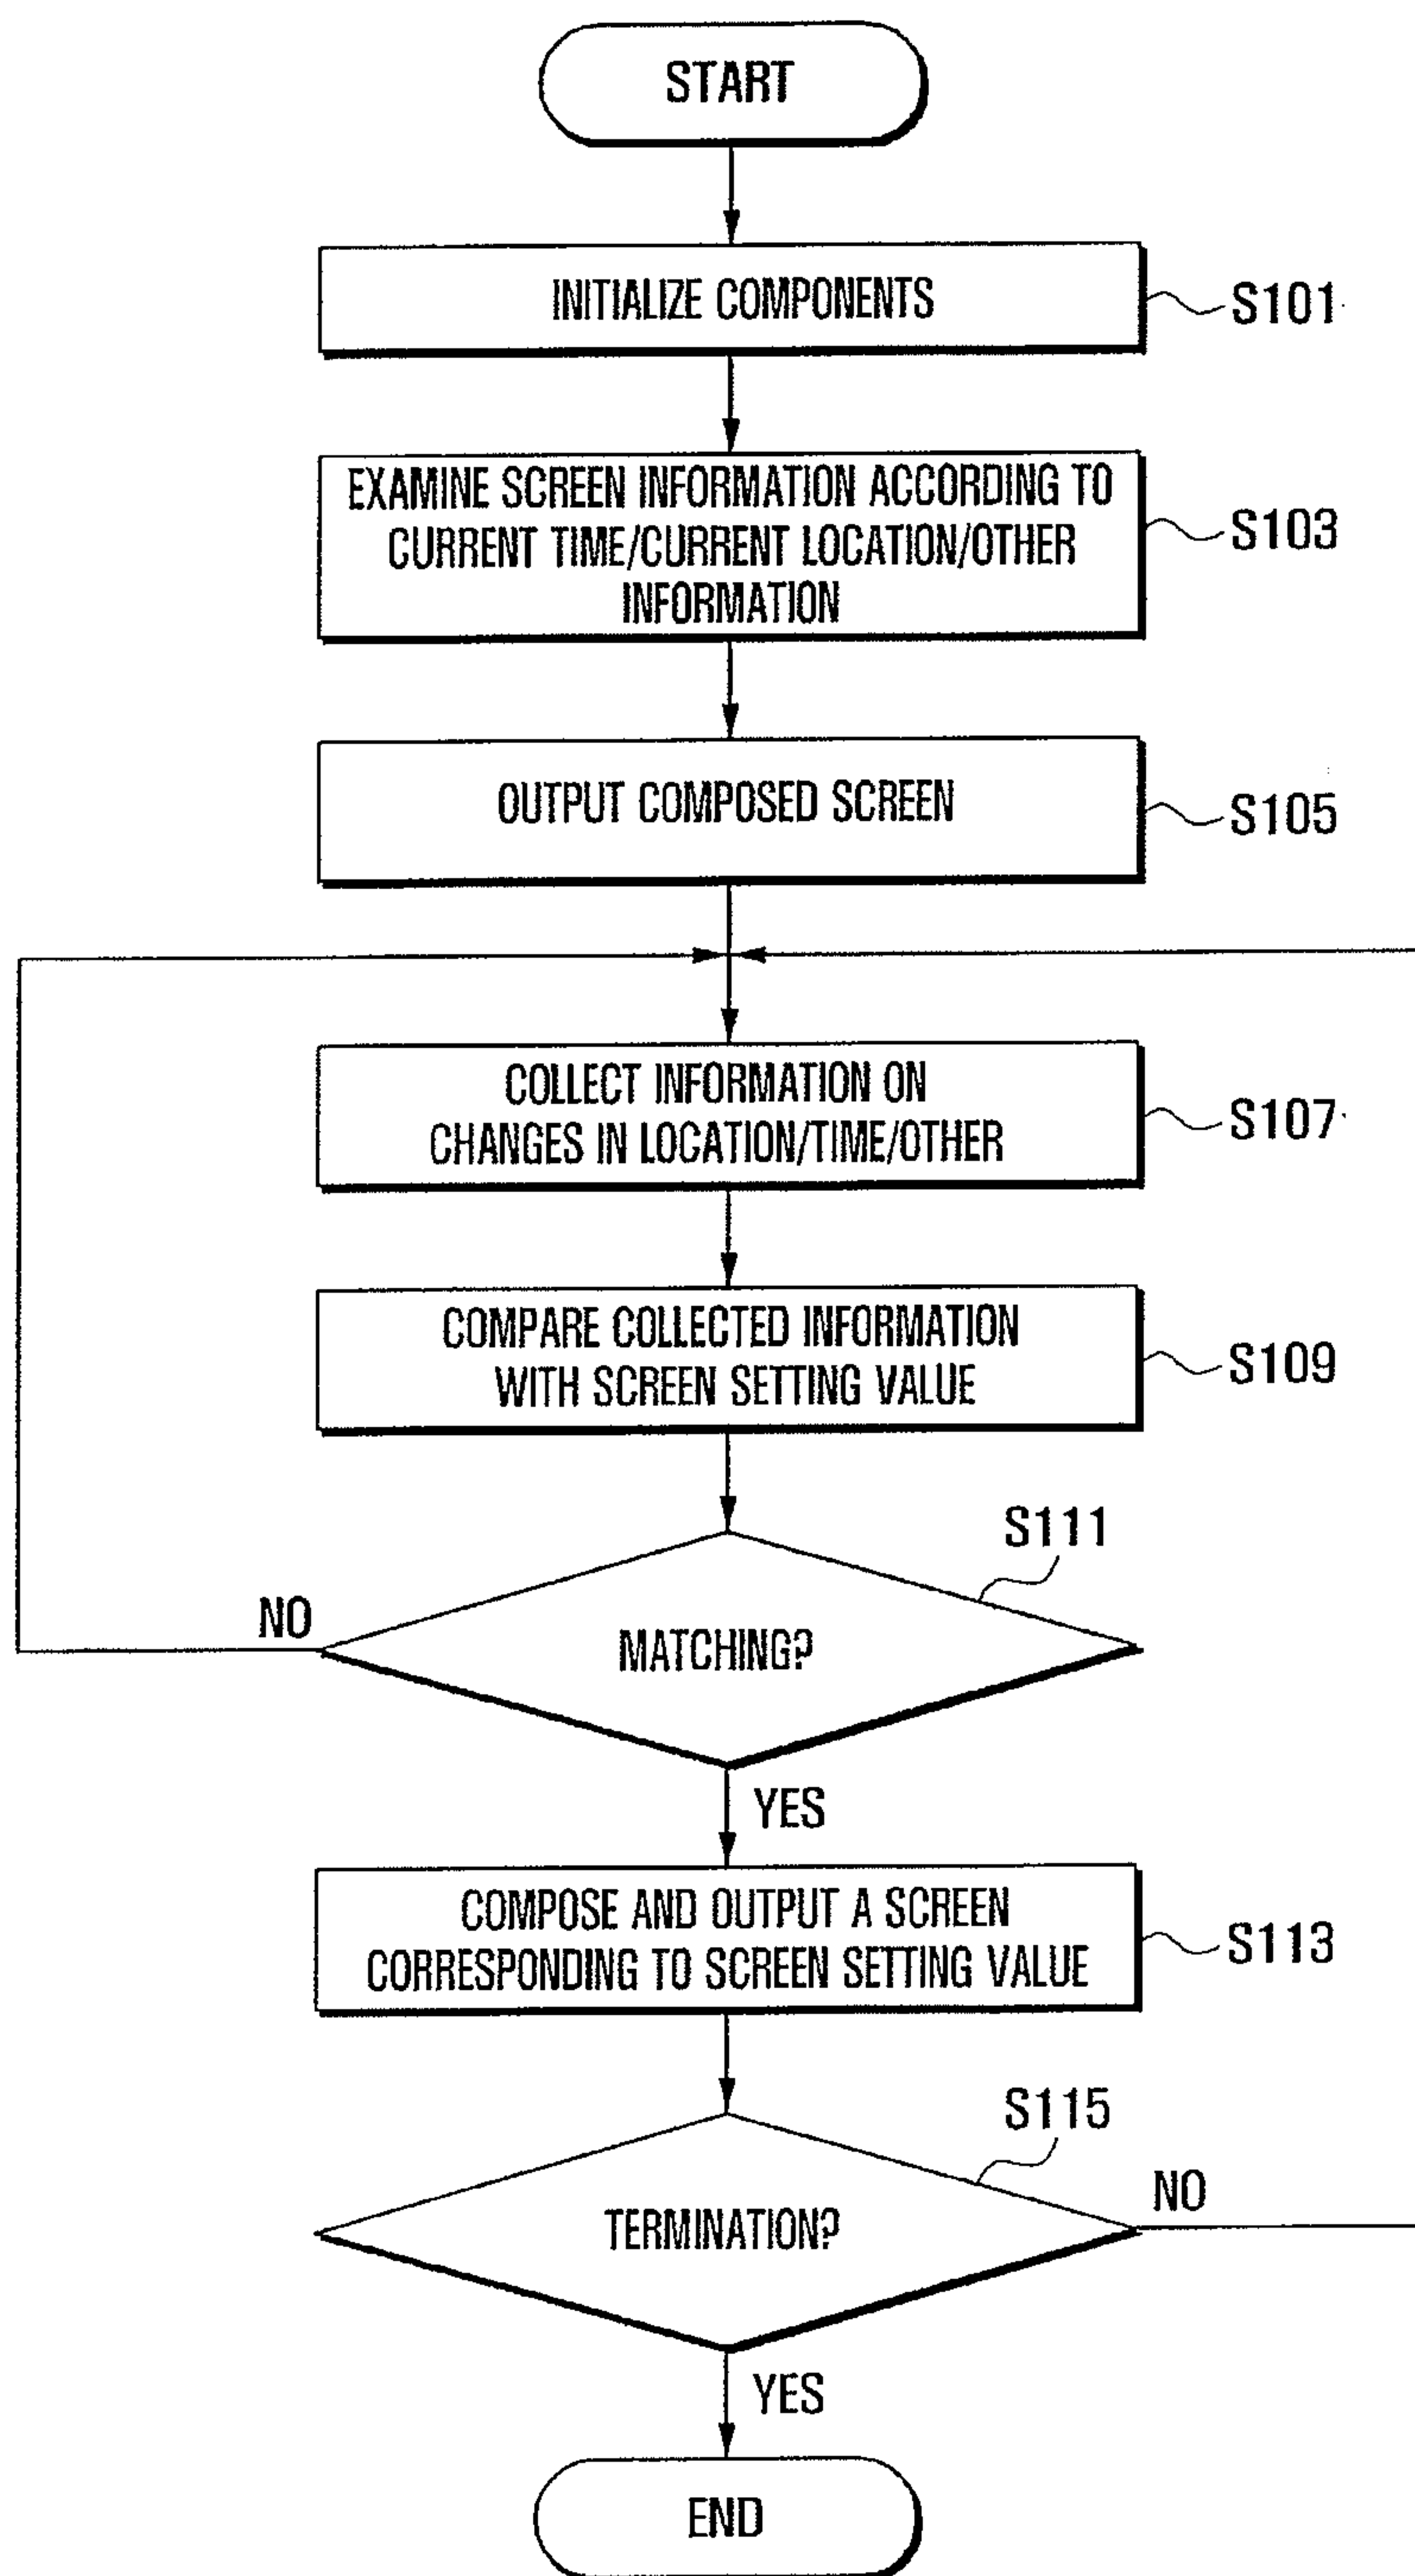 START
INITIALIZE COMPONENTS
S101
EXAMINE SCREEN INFORMATION ACCORDING TO
CURRENT TIME/CURRENT LOCATION/OTHER
INFORMATION
S103
OUTPUT COMPOSED SCREEN
S105
COLLECT INFORMATION ON
CHANGES IN LOCATION/TIME/OTHER
S107
COMPARE COLLECTED INFORMATION
WITH SCREEN SETTING VALUE
S109
S111
NO
MATCHING?
YES
COMPOSE AND OUTPUT A SCREEN
CORRESPONDING TO SCREEN SETTING VALUE
S113
S115
NO
TERMINATION?
YES
END